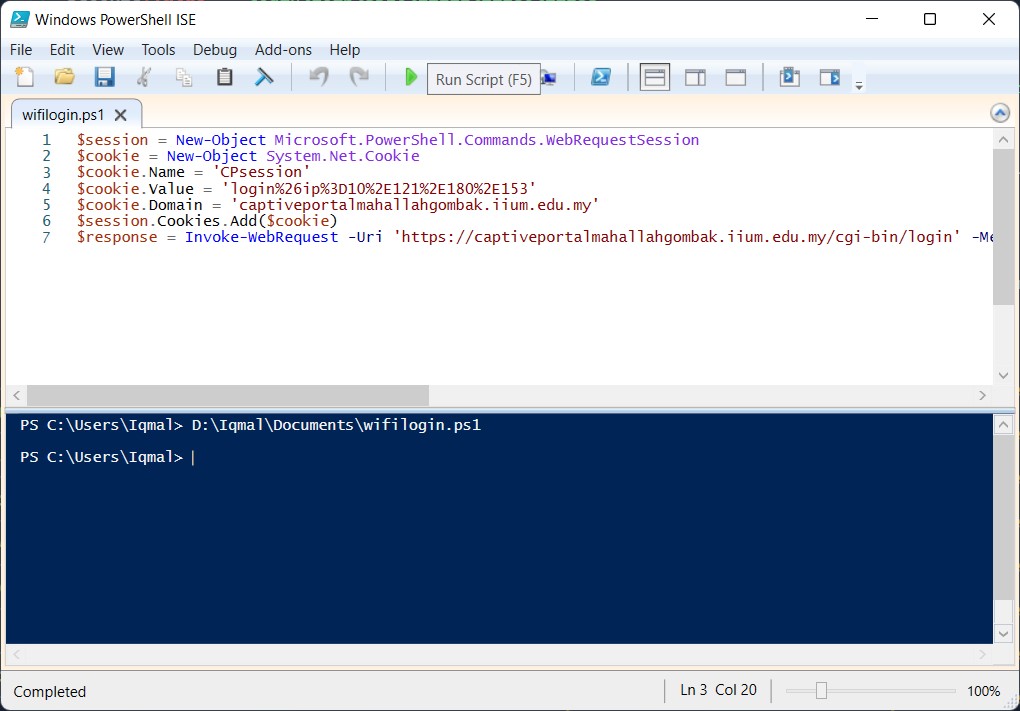 Windows PowerShell ISE
File Edit View Tools Debug Add-ons Help
Run Script (F5)
wifilogin.ps1
1 $session = New-Object Microsoft.PowerShell.Commands.WebRequestSession
2 $cookie = New-Object System.Net.Cookie
3 $cookie.Name = 'CPsession'
4 $cookie.Value = 'login%26ip%3D10%2E121%2E180%2E153'
5 $cookie.Domain = 'captiveportalmahallahgombak.iium.edu.my'
6 $session.Cookies.Add($cookie)
7 $response = Invoke-WebRequest -Uri 'https://captiveportalmahallahgombak.iium.edu.my/cgi-bin/login' -Me
PS C:\Users\Iqmal> D:\Iqmal\Documents\wifilogin.ps1
PS C:\Users\Iqmal>
Completed
Ln 3 Col 20
100%